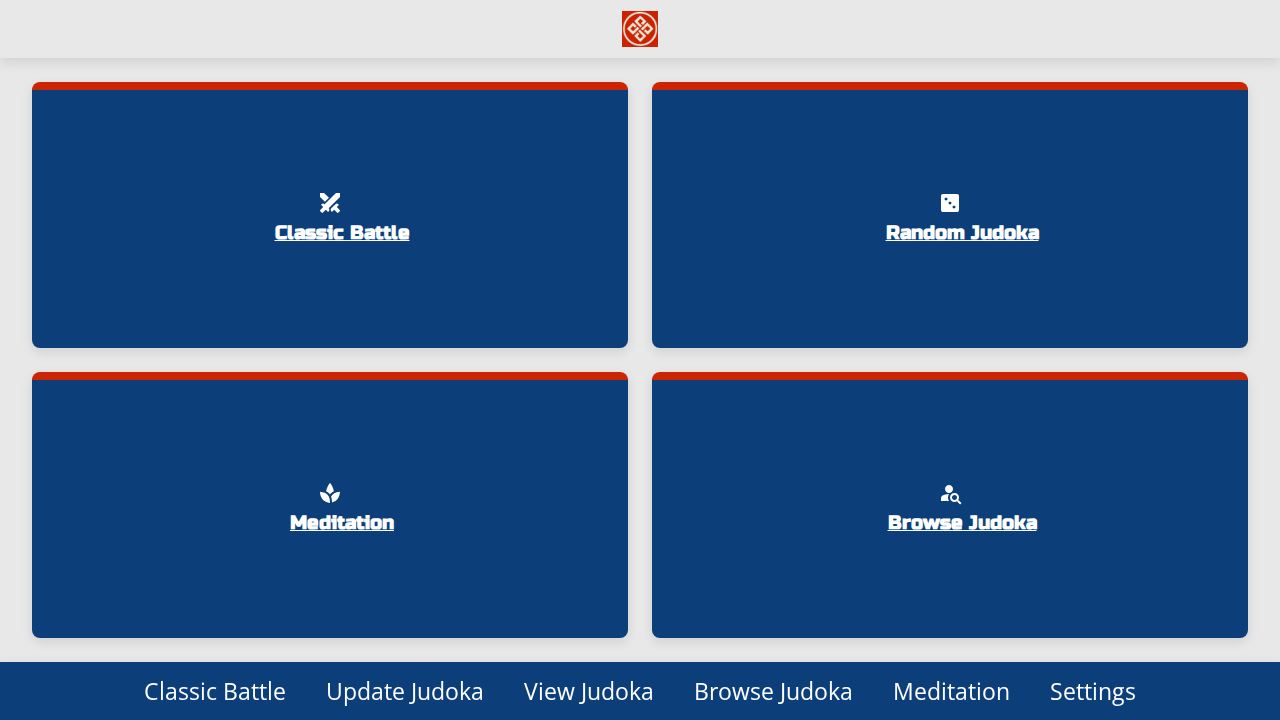 Classic Battle
Random Judoka
Meditation
Browse Judoka
Classic Battle Update Judoka View Judoka Browse Judoka Meditation Settings